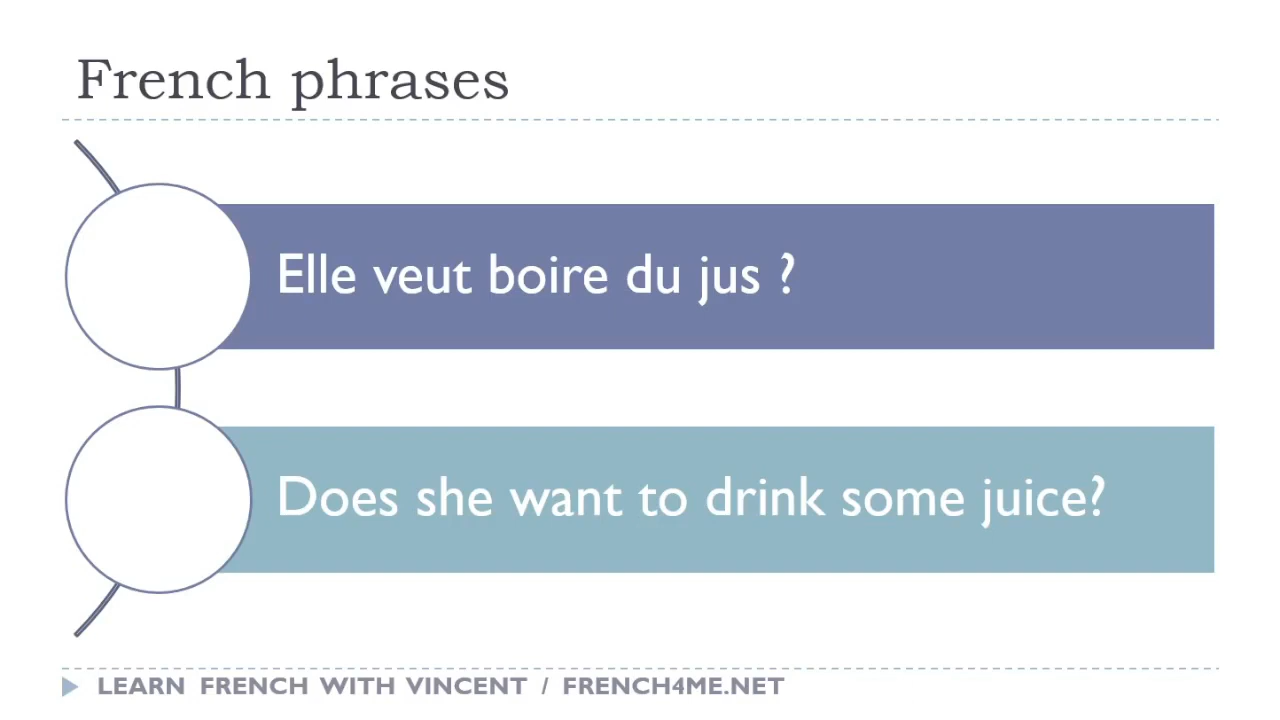 French phrases
Elle veut boire du jus ?
Does she want to drink some juice?
LEARN FRENCH WITH VINCENT / FRENCH4ME.NET